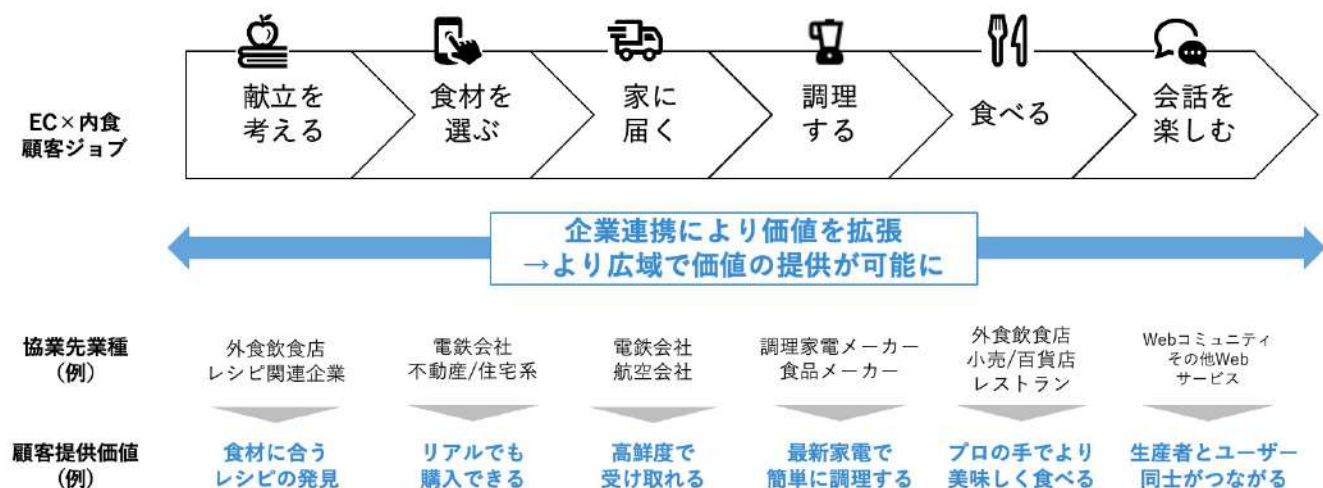 EC×内食
顧客ジョブ
献立を
考える
食材を
選ぶ
家に
届く
調理
する
食べる
会話を
楽しむ
企業連携により価値を拡張
→より広域で価値の提供が可能に
協業先業種
（例）
外食飲食店
レシピ関連企業
電鉄会社
不動産/住宅系
電鉄会社
航空会社
調理家電メーカー
食品メーカー
外食飲食店
小売/百貨店
レストラン
Webコミュニティ
その他Web
サービス
顧客提供価値
（例）
食材に合う
レシピの発見
リアルでも
購入できる
高鮮度で
受け取れる
最新家電で
簡単に調理する
プロの手でより
美味しく食べる
生産者とユーザー
同士がつながる